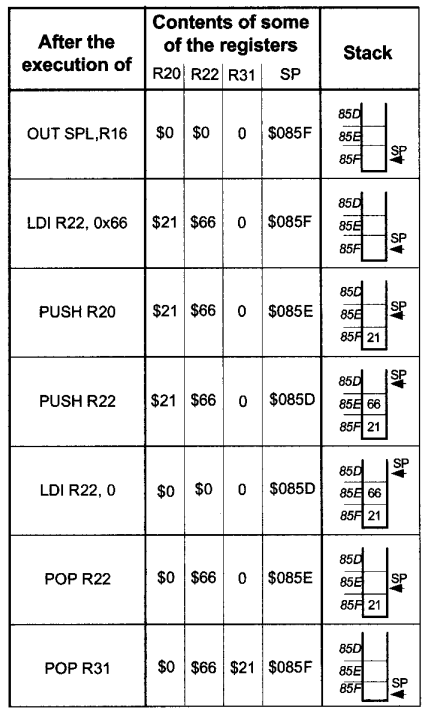 After the execution of
Contents of some of the registers
Stack
R20 R22 R31 SP
OUT SPL,R16 $0 $0 0 $085F
85D
85E
85F SP
LDI R22, 0x66 $21 $66 0 $085F
85D
85E
85F SP
PUSH R20 $21 $66 0 $085E
85D
85E SP
85F 21
PUSH R22 $21 $66 0 $085D
85D SP
85E 66
85F 21
LDI R22, 0 $0 $0 0 $085D
85D SP
85E 66
85F 21
POP R22 $0 $66 0 $085E
85D
85E SP
85F 21
POP R31 $0 $66 $21 $085F
85D
85E
85F SP